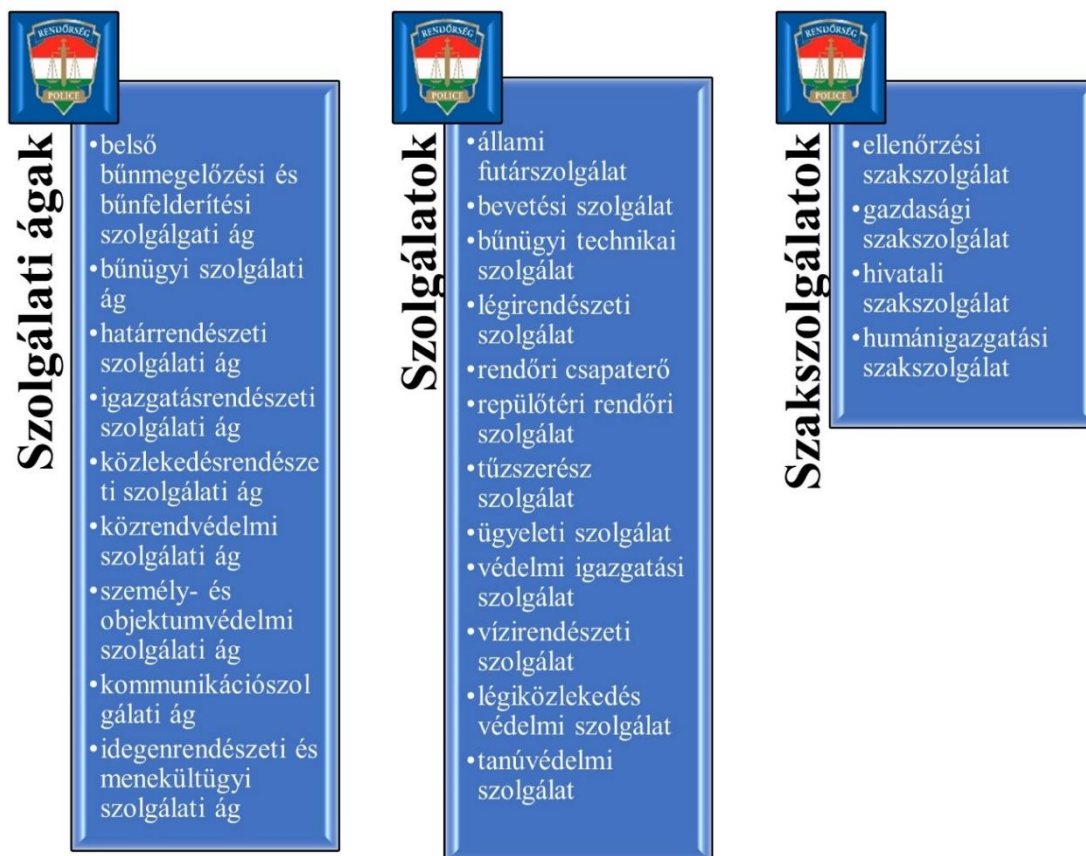 RENDŐRSÉG
POLICE
Szolgálati ágak
•belső
bűnmegelőzési és
bűnfelderítési
szolgálgati ág
•bűnügyi szolgálati
ág
•határrendészeti
szolgálati ág
•igazgatásrendészeti
szolgálati ág
•közlekedésrendésze
ti szolgálati ág
•közrendvédelmi
szolgálati ág
•személy- és
objektumvédelmi
szolgálati ág
•kommunikációszol
gálati ág
•idegenrendészeti és
menekültügyi
szolgálati ág
RENDŐRSÉG
POLICE
Szolgálatok
•állami
futárszolgálat
•bevetési szolgálat
•bűnügyi technikai
szolgálat
•légirendészeti
szolgálat
•rendőri csapaterő
•repülőtéri rendőri
szolgálat
•tűzszerész
szolgálat
•ügyeleti szolgálat
•védelmi igazgatási
szolgálat
•vízirendészeti
szolgálat
•légiközlekedés
védelmi szolgálat
•tanúvédelmi
szolgálat
RENDŐRSÉG
POLICE
Szakszolgálatok
•ellenőrzési
szakszolgálat
•gazdasági
szakszolgálat
•hivatali
szakszolgálat
•humánigazgatási
szakszolgálat